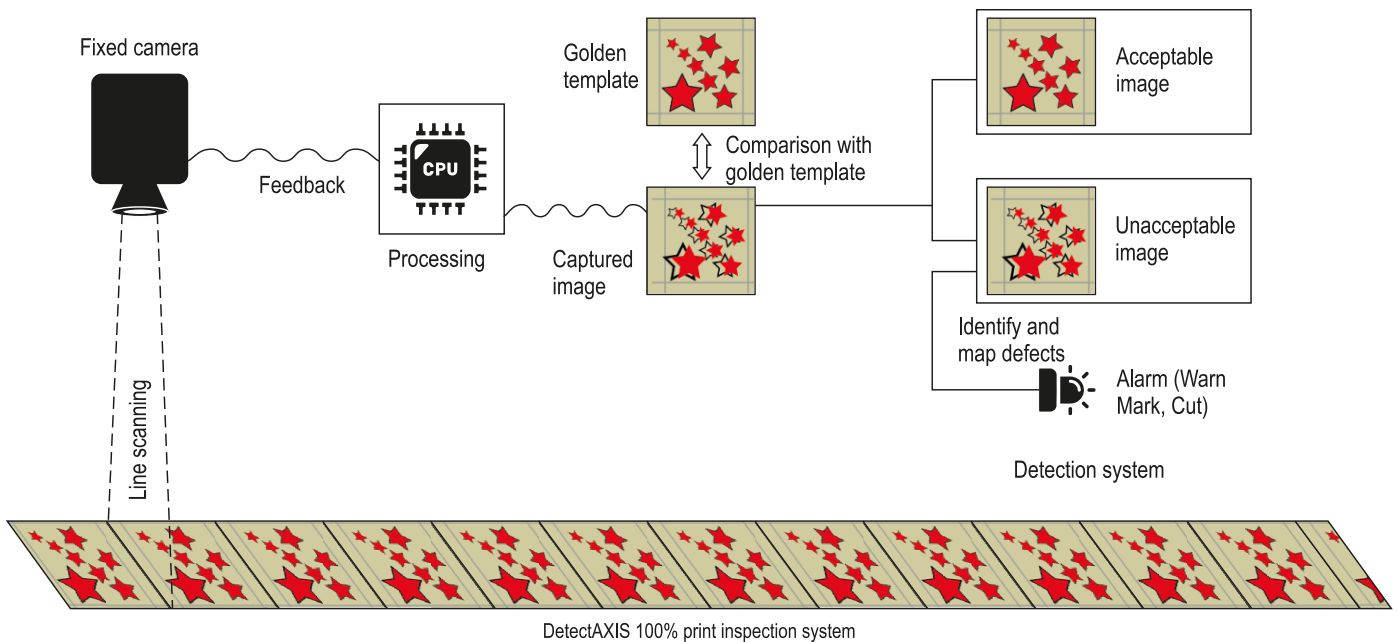 Fixed camera
Feedback
CPU
Processing
Line scanning
Golden
template
Comparison with
golden template
Captured
image
Acceptable
image
Unacceptable
image
Identify and
map defects
Alarm (Warn
Mark, Cut)
Detection system
DetectAXIS 100% print inspection system